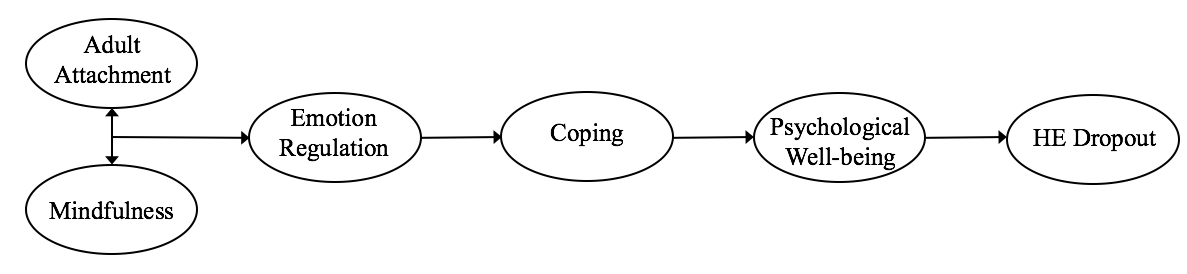 Adult
Attachment
Mindfulness
Emotion
Regulation
Coping
Psychological
Well-being
HE Dropout